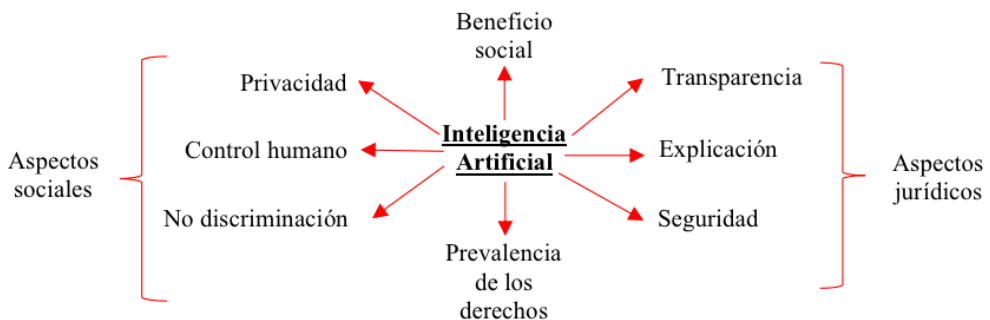 Beneficio
social
Privacidad
Transparencia
Inteligencia
Artificial
Control humano
Explicación
Aspectos
sociales
Aspectos
jurídicos
No discriminación
Seguridad
Prevalencia
de los
derechos